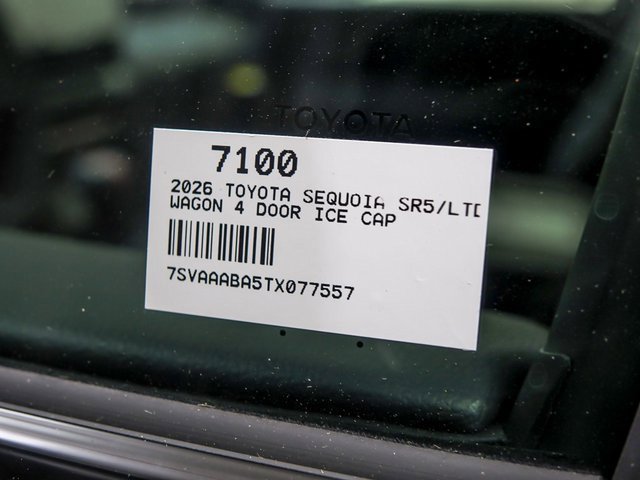 TOYOTA
7100
2026 TOYOTA SEQUOIA SR5/LTD
WAGON 4 DOOR ICE CAP
7SVAAABA5TX077557